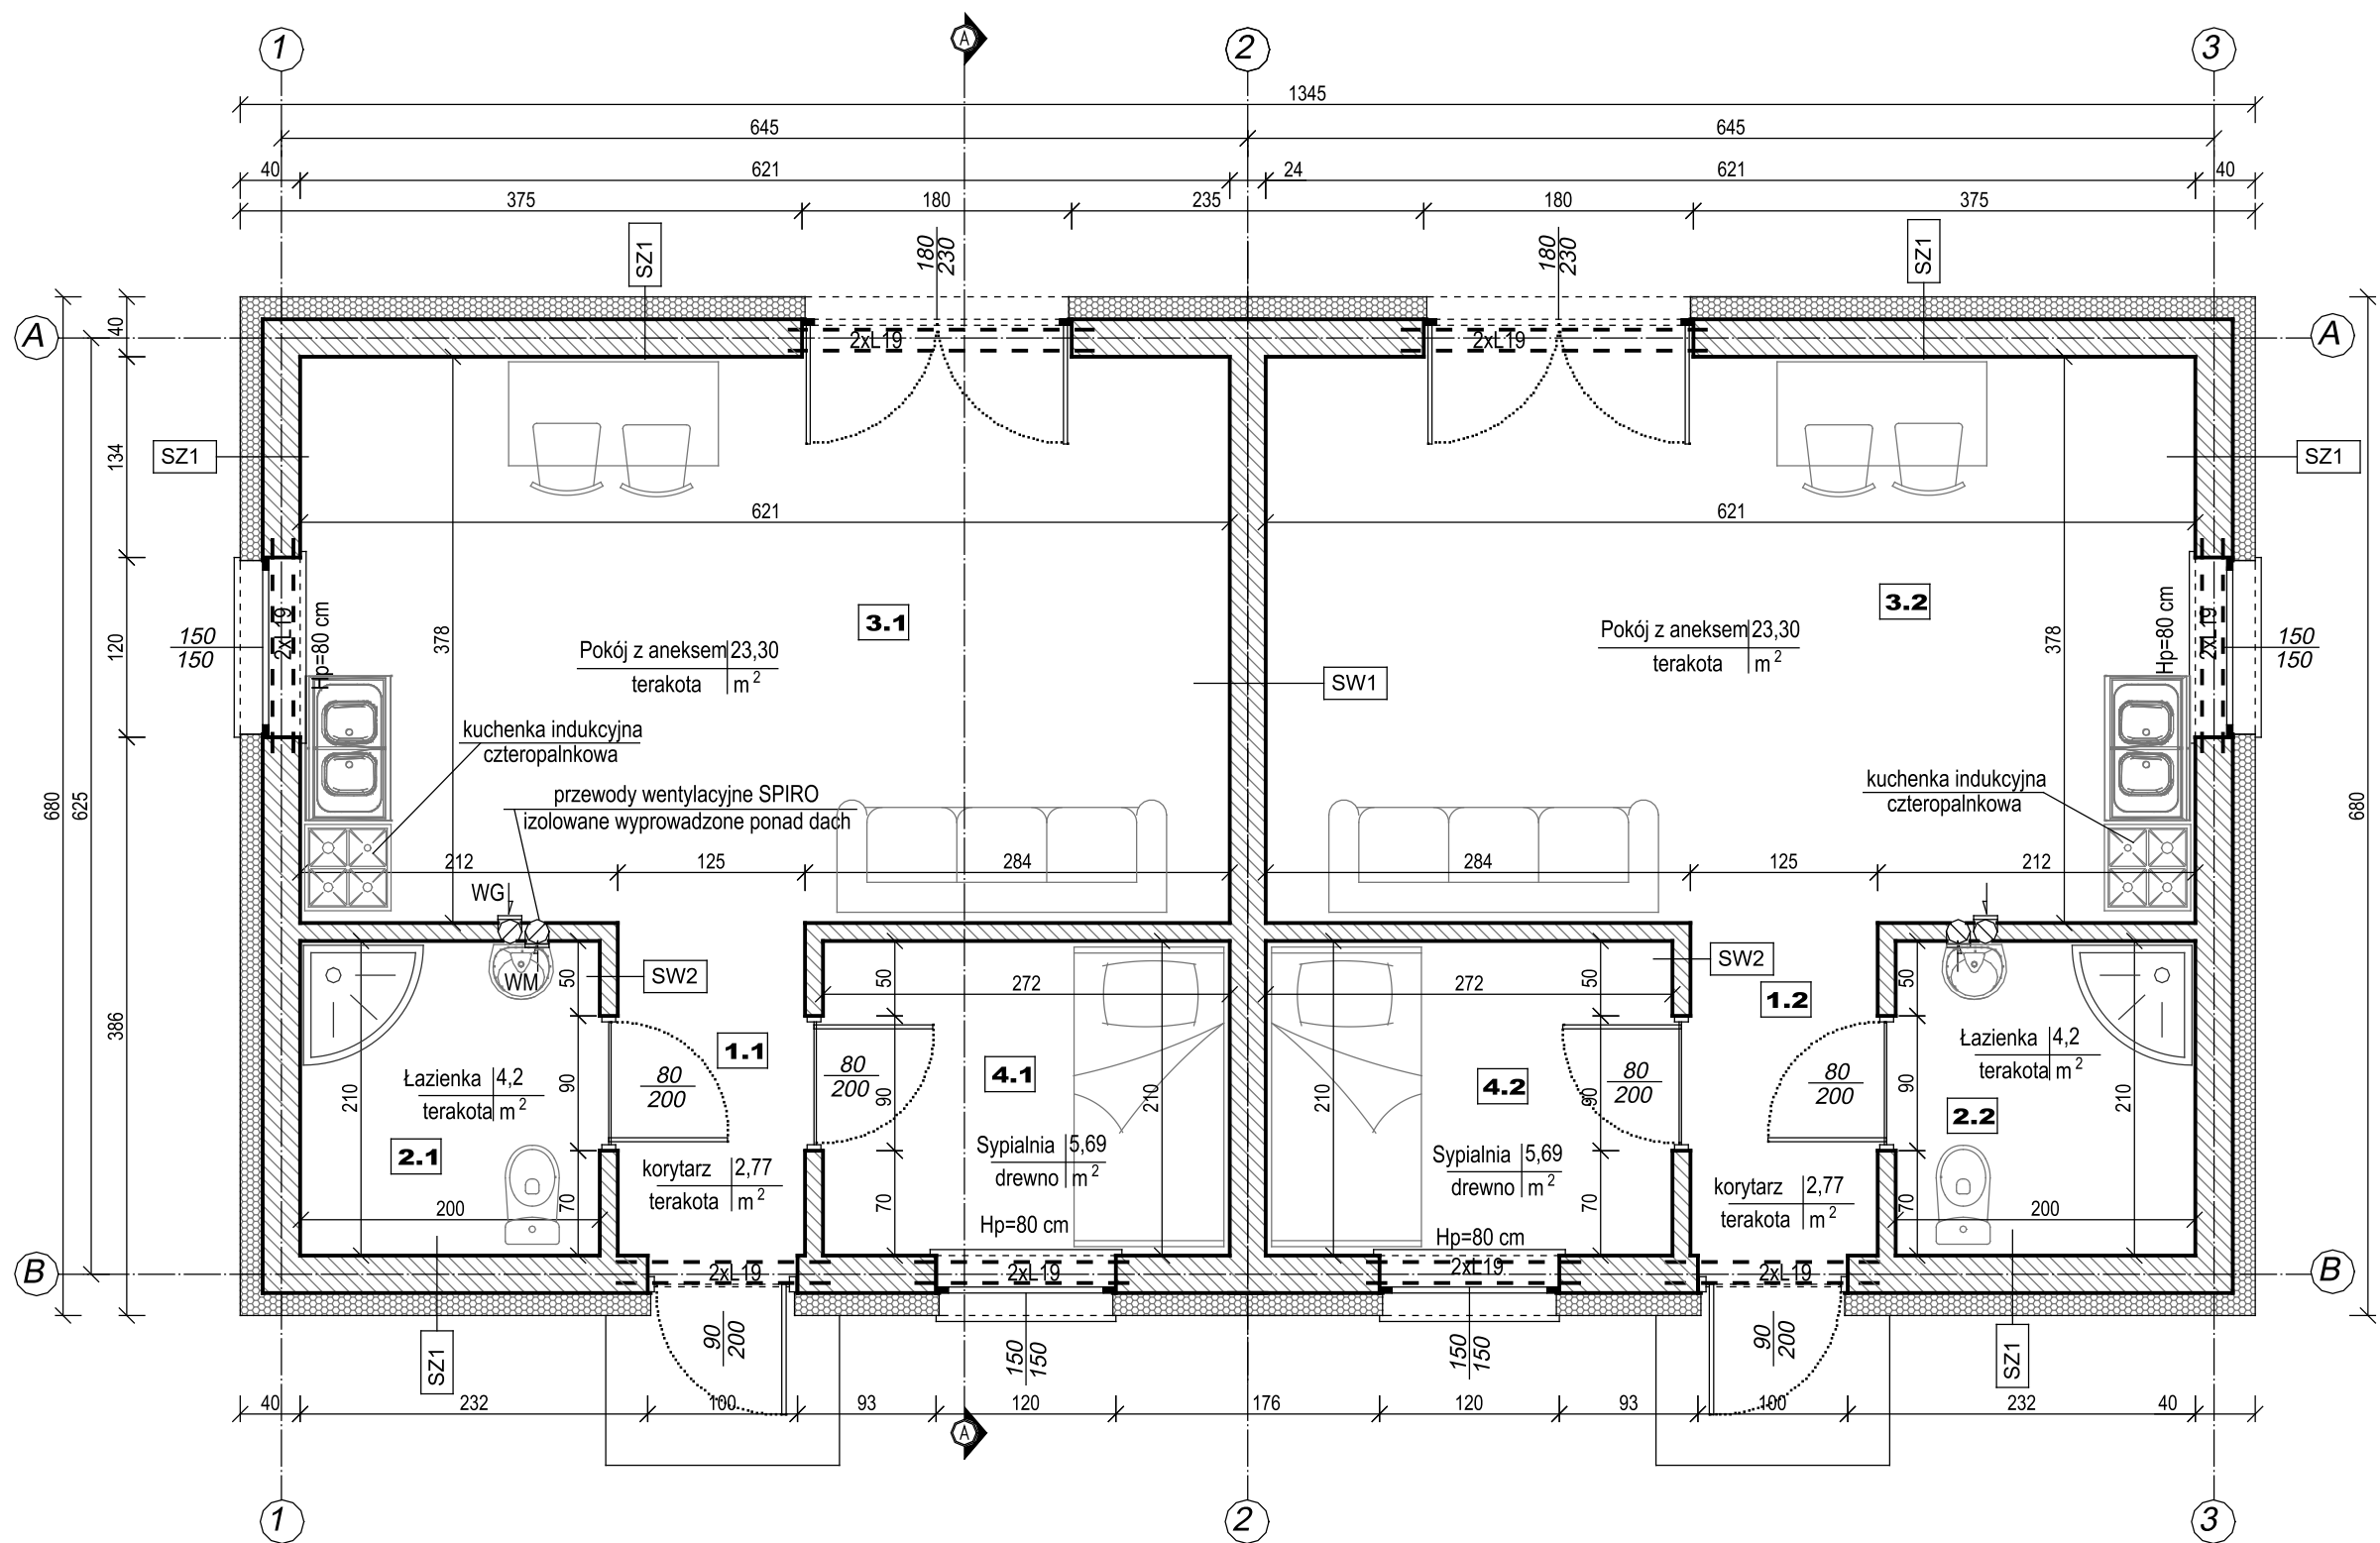 1
A
2
3
1345
645
645
40
621
24
621
40
375
180
235
180
375
SZ1
180
230
180
230
SZ1
A
2xL19
2xL19
A
40
134
120
386
680
625
680
SZ1
SZ1
621
621
2xL19
Hp=80 cm
150
150
378
3.1
Pokój z aneksem 23,30
terakota m2
SW1
3.2
Pokój z aneksem 23,30
terakota m2
378
Hp=80 cm
2xL19
150
150
kuchenka indukcyjna
czteropalnkowa
przewody wentylacyjne SPIRO
izolowane wyprowadzone ponad dach
kuchenka indukcyjna
czteropalnkowa
212
125
284
284
125
212
WG
WM
50
SW2
50
272
272
50
SW2
1.2
50
1.1
Łazienka 4,2
terakota m2
210
90
80
200
80
200
90
4.1
210
210
4.2
90
80
200
80
200
90
Łazienka 4,2
terakota m2
210
2.2
2.1
korytarz 2,77
terakota m2
Sypialnia 5,69
drewno m2
Sypialnia 5,69
drewno m2
korytarz 2,77
terakota m2
200
70
70
Hp=80 cm
Hp=80 cm
70
70
200
B
2xL19
2xL19
2xL19
2xL19
B
SZ1
90
200
150
150
150
150
90
200
SZ1
40
232
100
93
120
176
120
93
100
232
40
A
1
2
3